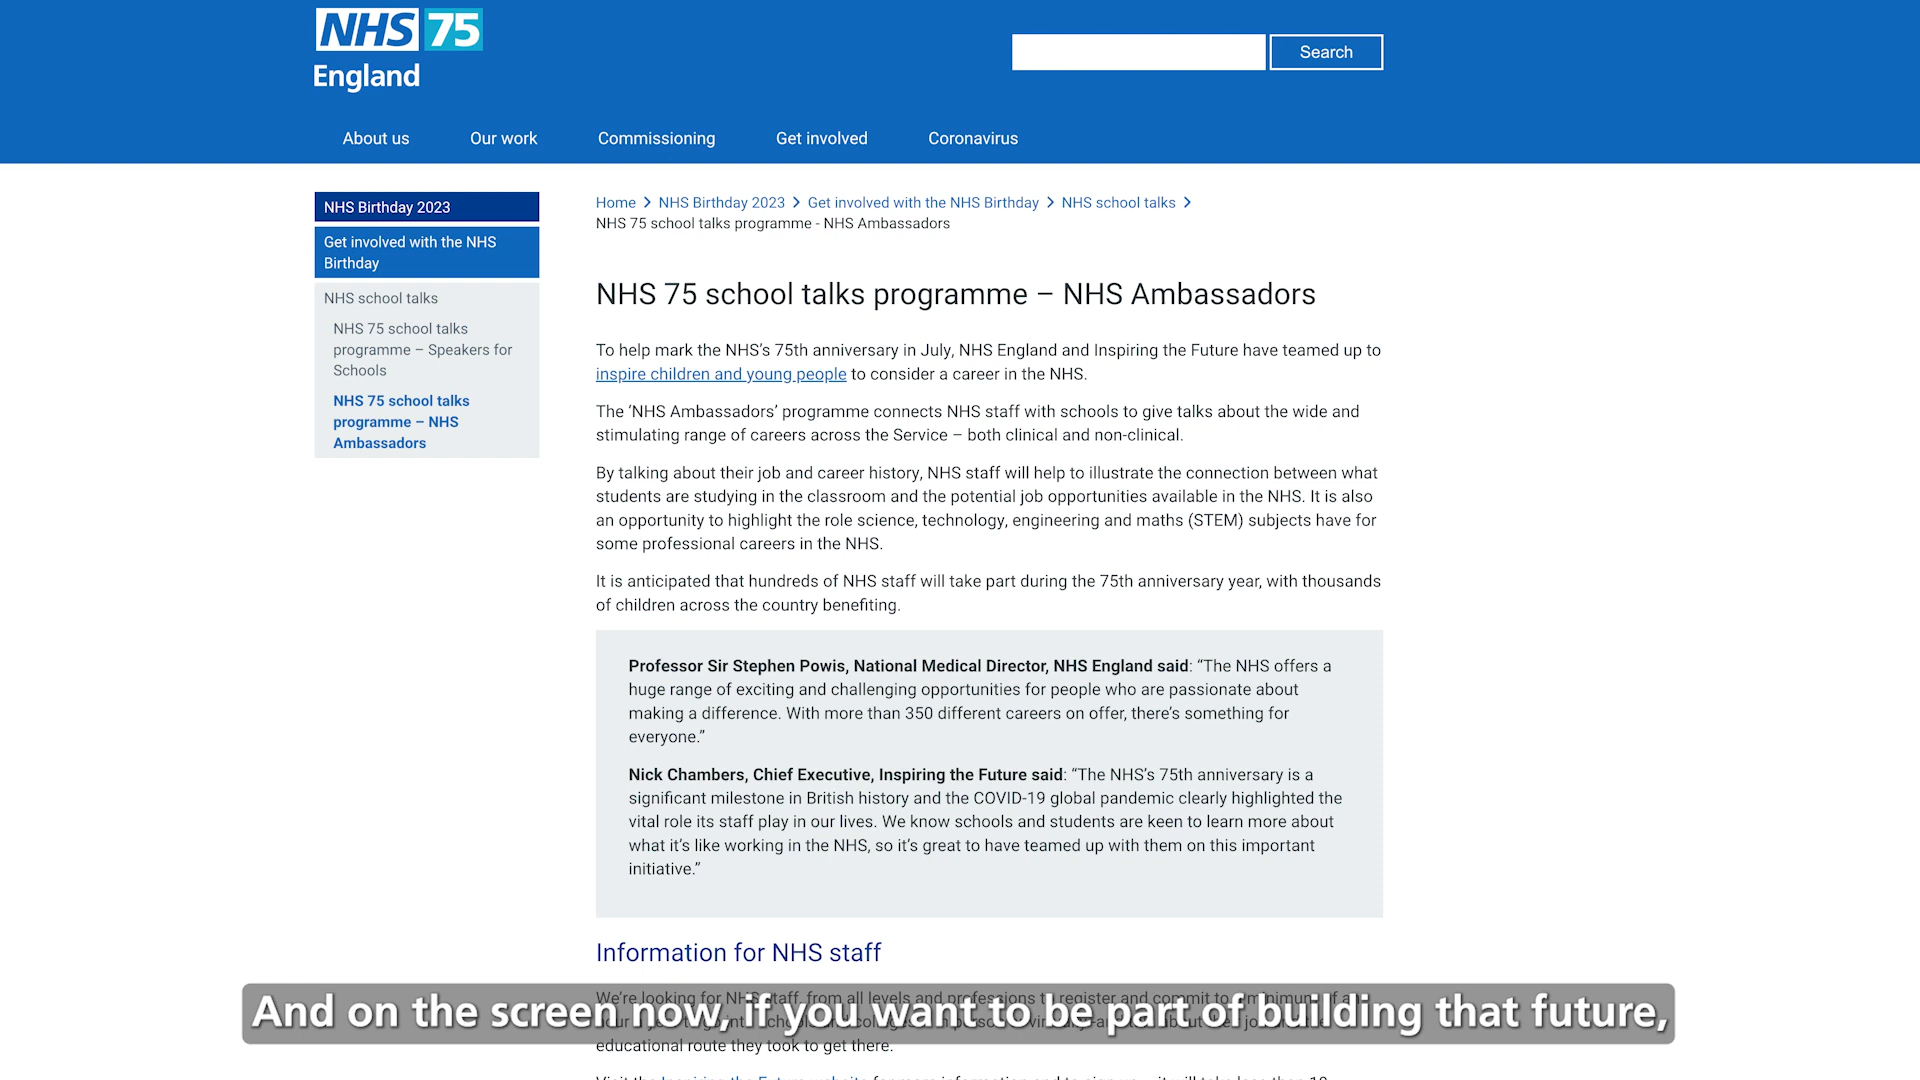 NHS 75
England
Search
About us
Our work
Commissioning
Get involved
Coronavirus
NHS Birthday 2023
Get involved with the NHS
Birthday
NHS school talks
NHS 75 school talks
programme – Speakers for
Schools
NHS 75 school talks
programme – NHS
Ambassadors
Home > NHS Birthday 2023 > Get involved with the NHS Birthday > NHS school talks >
NHS 75 school talks programme - NHS Ambassadors
NHS 75 school talks programme – NHS Ambassadors
To help mark the NHS’s 75th anniversary in July, NHS England and Inspiring the Future have teamed up to
inspire children and young people to consider a career in the NHS.
The ‘NHS Ambassadors’ programme connects NHS staff with schools to give talks about the wide and
stimulating range of careers across the Service – both clinical and non-clinical.
By talking about their job and career history, NHS staff will help to illustrate the connection between what
students are studying in the classroom and the potential job opportunities available in the NHS. It is also
an opportunity to highlight the role science, technology, engineering and maths (STEM) subjects have for
some professional careers in the NHS.
It is anticipated that hundreds of NHS staff will take part during the 75th anniversary year, with thousands
of children across the country benefiting.
Professor Sir Stephen Powis, National Medical Director, NHS England said: “The NHS offers a
huge range of exciting and challenging opportunities for people who are passionate about
making a difference. With more than 350 different careers on offer, there’s something for
everyone.”
Nick Chambers, Chief Executive, Inspiring the Future said: “The NHS’s 75th anniversary is a
significant milestone in British history and the COVID-19 global pandemic clearly highlighted the
vital role its staff play in our lives. We know schools and students are keen to learn more about
what it’s like working in the NHS, so it’s great to have teamed up with them on this important
initiative.”
Information for NHS staff
We’re looking for NHS staff, from all levels and professions to register and commit to
And on the screen now, if you want to be part of building that future,
educational route they took to get there.